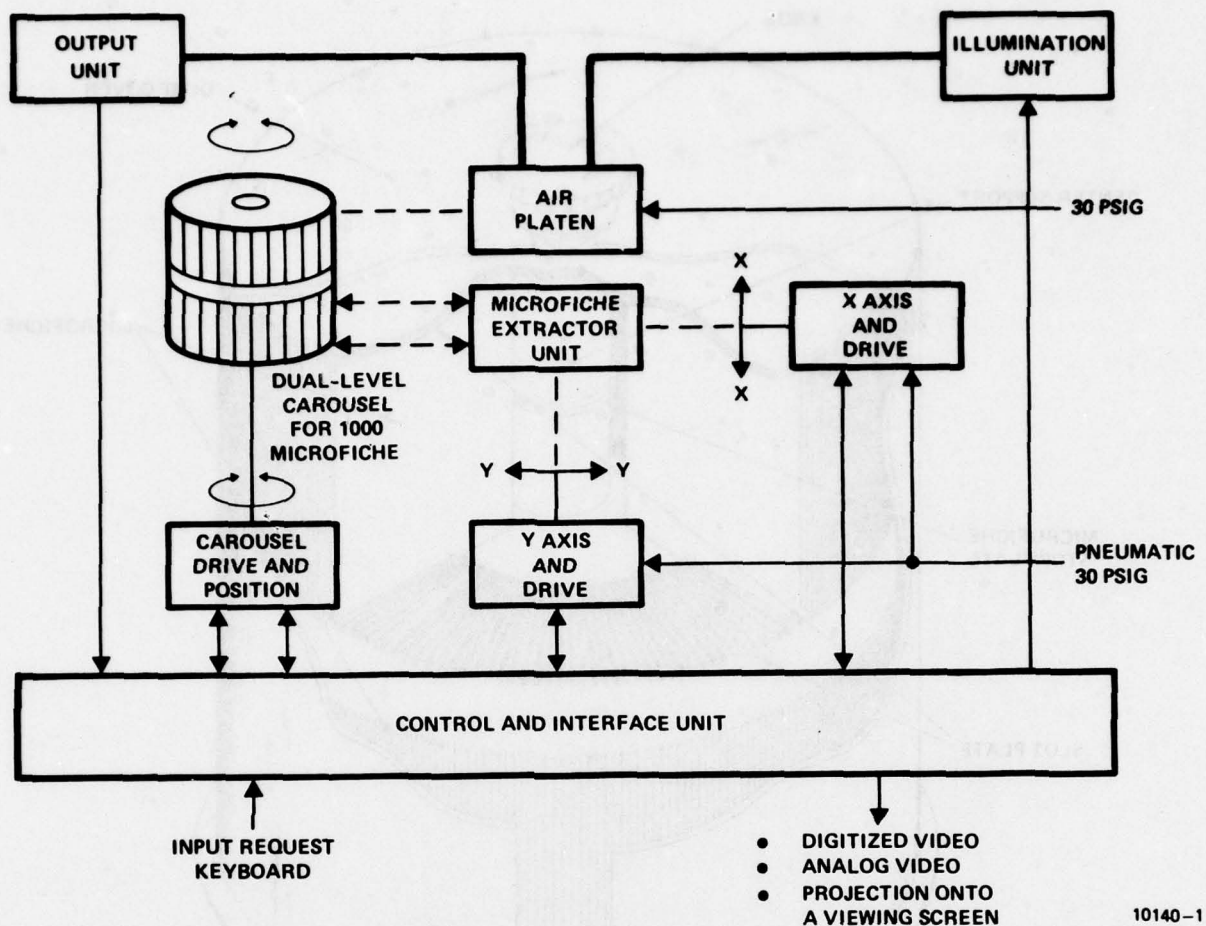 OUTPUT
UNIT
ILLUMINATION
UNIT
AIR
PLATEN
30 PSIG
MICROFICHE
EXTRACTOR
UNIT
X
X
X AXIS
AND
DRIVE
DUAL-LEVEL
CAROUSEL
FOR 1000
MICROFICHE
Y Y
CAROUSEL
DRIVE AND
POSITION
Y AXIS
AND
DRIVE
PNEUMATIC
30 PSIG
CONTROL AND INTERFACE UNIT
INPUT REQUEST
KEYBOARD
● DIGITIZED VIDEO
● ANALOG VIDEO
● PROJECTION ONTO
A VIEWING SCREEN
10140-1